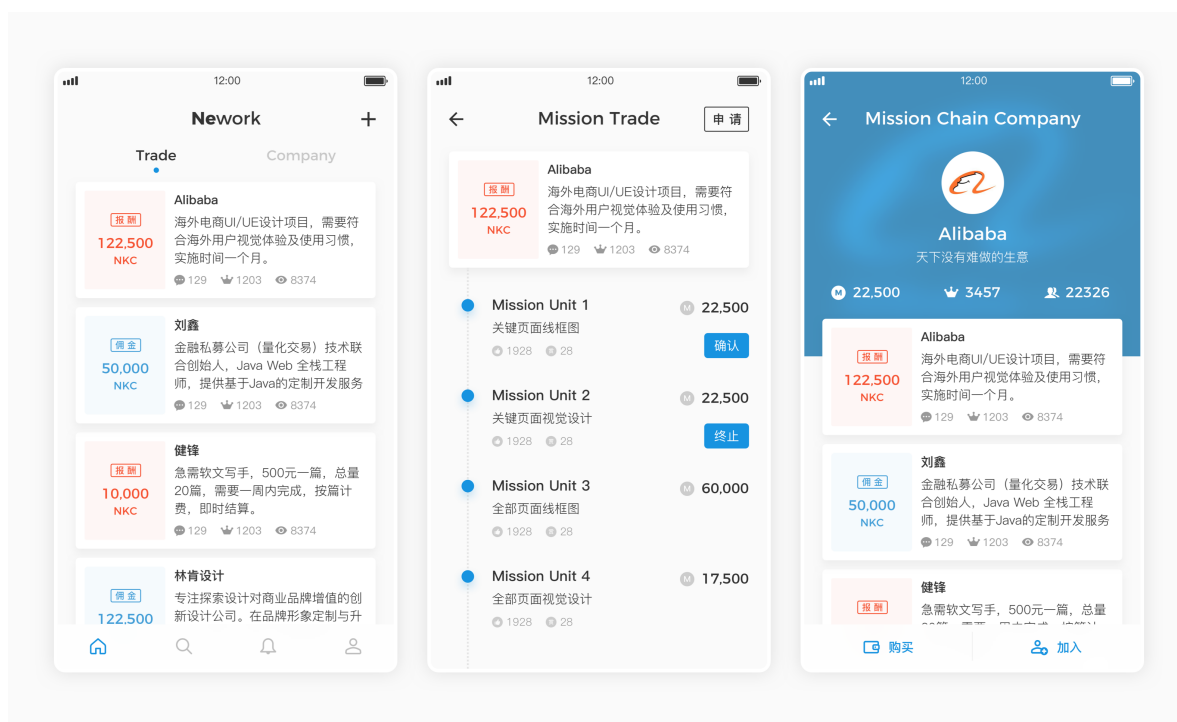 12:00
Nework
Trade
Company
报酬
122,500
NKC
Alibaba
海外电商UI/UE设计项目，需要符
合海外用户视觉体验及使用习惯，
实施时间一个月。
129 1203 8374
佣金
50,000
NKC
刘鑫
金融私募公司（量化交易）技术联
合创始人，Java Web 全栈工程
师，提供基于Java的定制开发服务
129 1203 8374
报酬
10,000
NKC
健锋
急需软文写手，500元一篇，总量
20篇，需要一周内完成，按篇计
费，即时结算。
129 1203 8374
佣金
122,500
林肯设计
专注探索设计对商业品牌增值的创
新设计公司。在品牌形象定制与升
12:00
Mission Trade
申请
报酬
122,500
NKC
Alibaba
海外电商UI/UE设计项目，需要符
合海外用户视觉体验及使用习惯，
实施时间一个月。
129 1203 8374
Mission Unit 1
M 22,500
关键页面线框图
1928 28
确认
Mission Unit 2
M 22,500
关键页面视觉设计
1928 28
终止
Mission Unit 3
M 60,000
全部页面线框图
1928 28
Mission Unit 4
M 17,500
全部页面视觉设计
1928 28
12:00
Mission Chain Company
Alibaba
天下没有难做的生意
M 22,500 3457 22326
报酬
122,500
NKC
Alibaba
海外电商UI/UE设计项目，需要符
合海外用户视觉体验及使用习惯，
实施时间一个月。
129 1203 8374
佣金
50,000
NKC
刘鑫
金融私募公司（量化交易）技术联
合创始人，Java Web 全栈工程
师，提供基于Java的定制开发服务
129 1203 8374
报酬
健锋
急需软文写手，500元一篇，总量
购买
加入